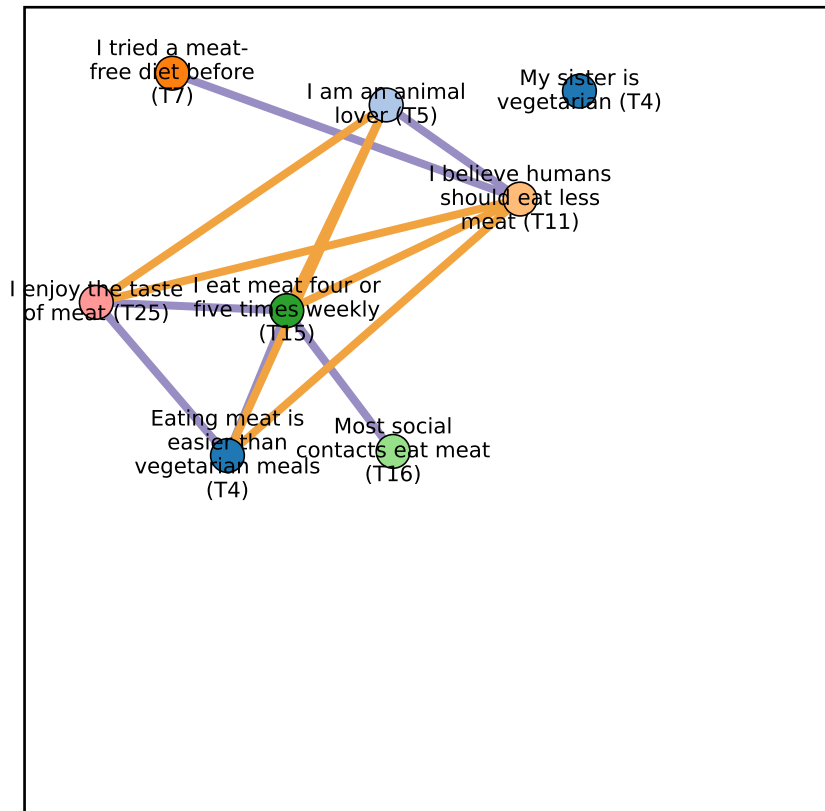 I tried a meat-
free diet before
(T7)
I am an animal
lover (T5)
My sister is
vegetarian (T4)
I believe humans
should eat less
meat (T11)
I enjoy the taste
of meat (T25)
I eat meat four or
five times weekly
(T15)
Eating meat is
easier than
vegetarian meals
(T4)
Most social
contacts eat meat
(T16)